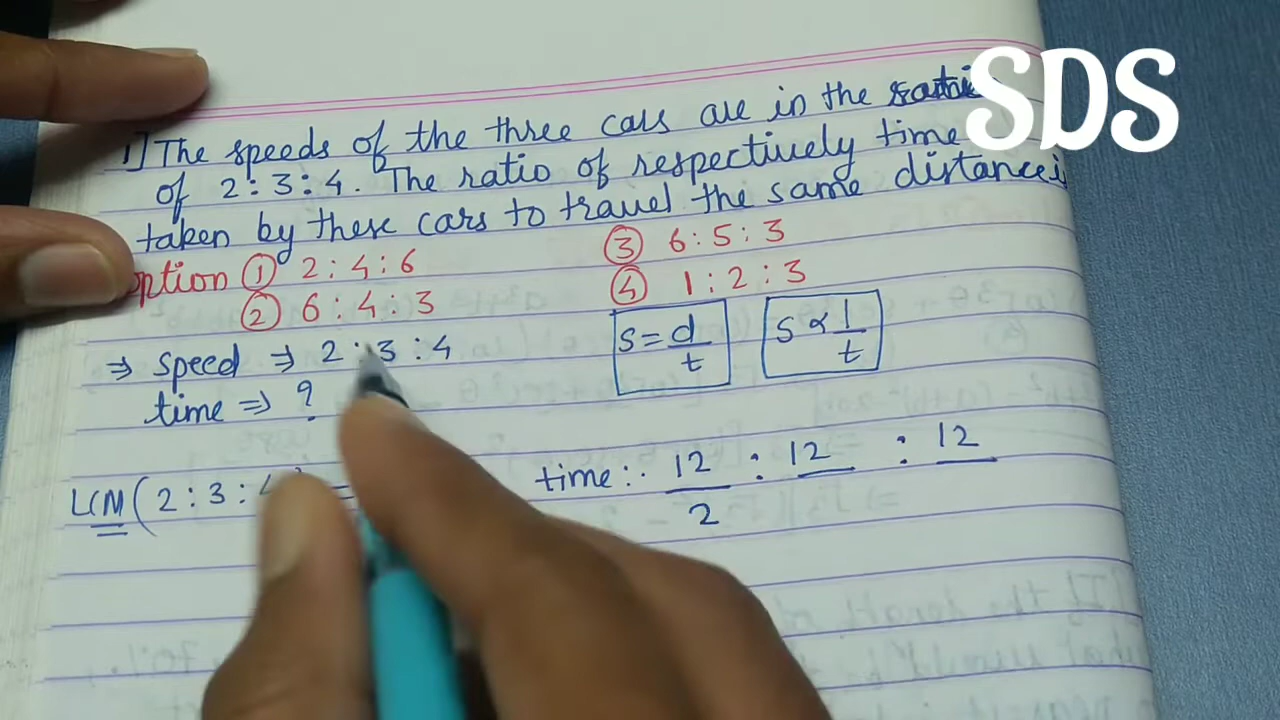 SDS
1] The speeds of the three cars are in the
of 2 : 3 : 4. The ratio of respectively time
taken by these cars to travel the same distance is
option ① 2 : 4 : 6
③ 6 : 5 : 3
② 6 : 4 : 3
④ 1 : 2 : 3
⇒ speed ⇒ 2 : 3 : 4
s = d/t
s ∝ 1/t
time ⇒ ?
LCM (2 : 3 : 4) =
time :- 12/2 : 12 : 12